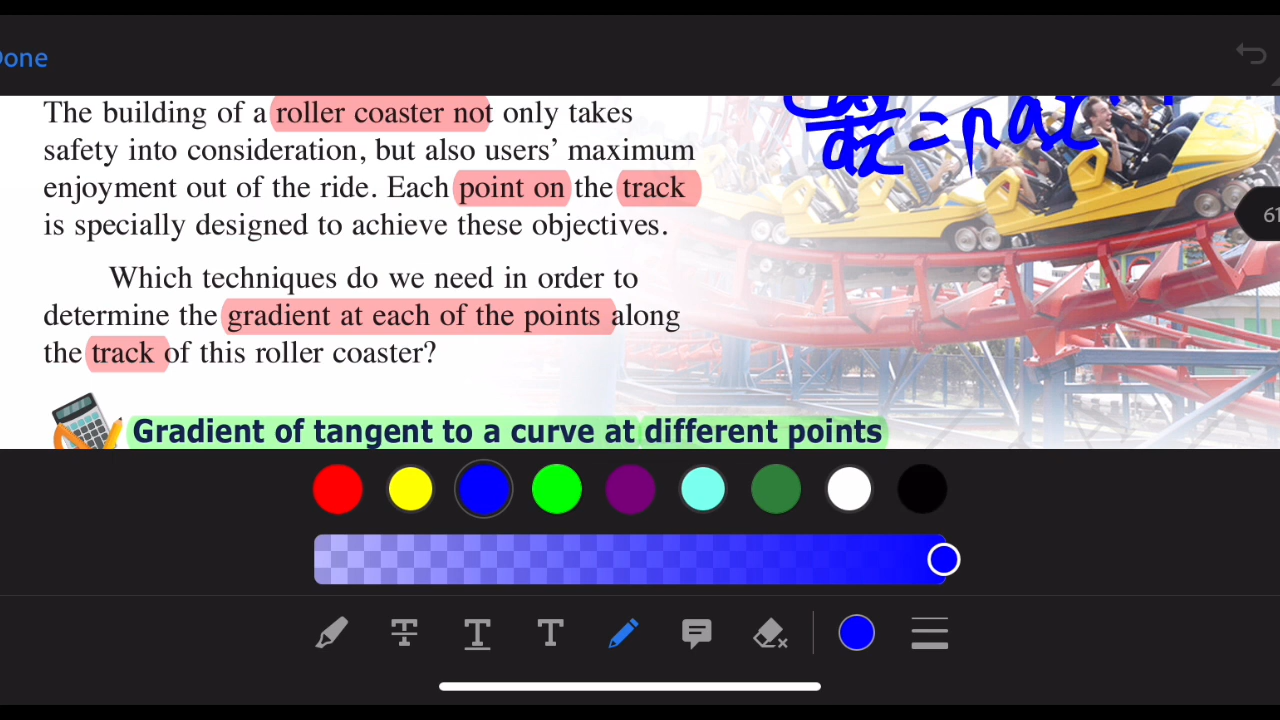 Done
The building of a roller coaster not only takes
safety into consideration, but also users’ maximum
enjoyment out of the ride. Each point on the track
is specially designed to achieve these objectives.
Which techniques do we need in order to
determine the gradient at each of the points along
the track of this roller coaster?
Gradient of tangent to a curve at different points
61
T T T